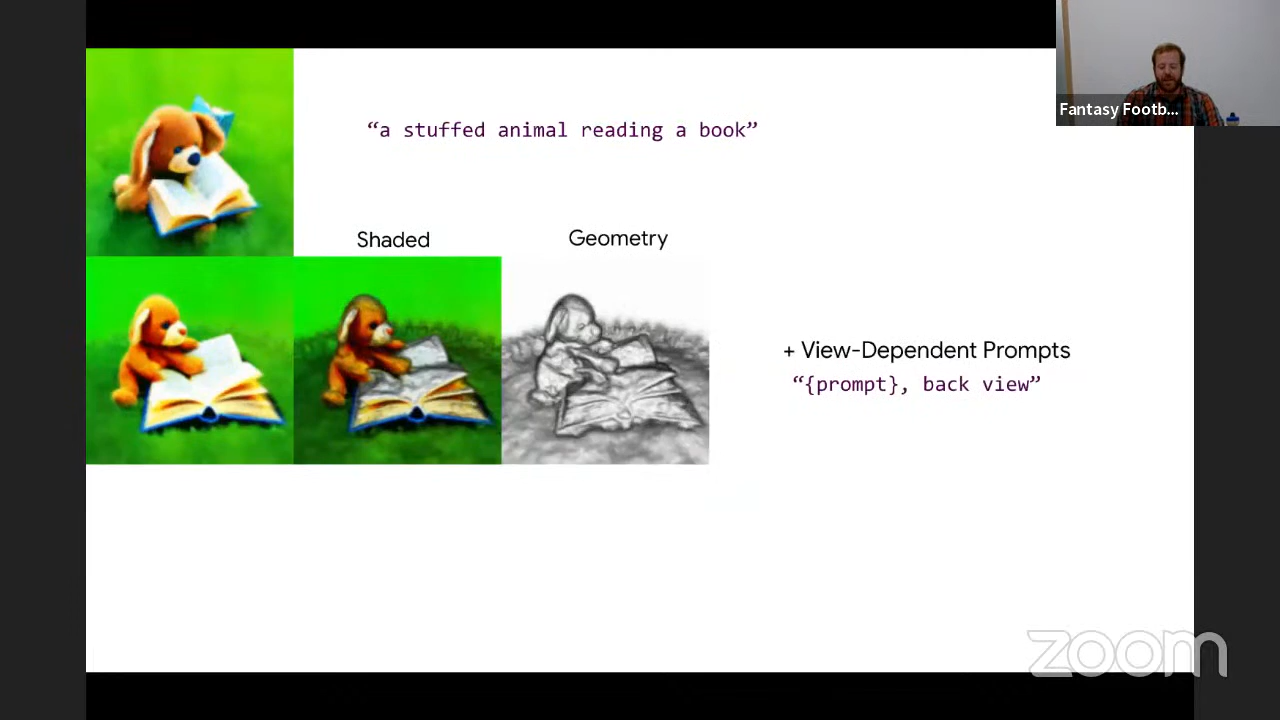 Fantasy Footb...
“a stuffed animal reading a book”
Shaded
Geometry
+ View-Dependent Prompts
“{prompt}, back view”
zoom